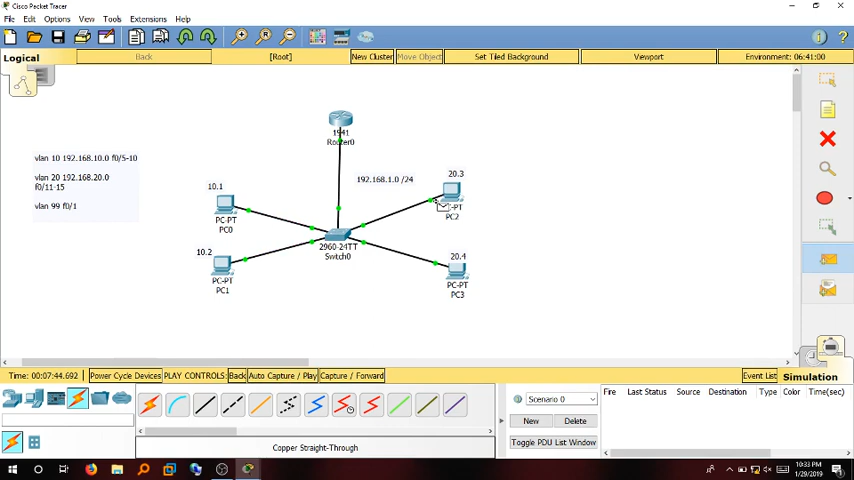 Cisco Packet Tracer
File Edit Options View Tools Extensions Help
Logical Back [Root] New Cluster Move Object Set Tiled Background Viewport Environment: 06:41:00
1941
Router0
vlan 10 192.168.10.0 f0/5-10
vlan 20 192.168.20.0
f0/11-15
vlan 99 f0/1
192.168.1.0 /24
10.1
PC-PT
PC0
20.3
C-PT
PC2
2960-24TT
Switch0
10.2
PC-PT
PC1
20.4
PC-PT
PC3
Time: 00:07:44.692 Power Cycle Devices PLAY CONTROLS: Back Auto Capture / Play Capture / Forward Event List Simulation
Scenario 0
New Delete
Toggle PDU List Window
Fire Last Status Source Destination Type Color Time(sec)
Copper Straight-Through
10:33 PM
1/29/2019